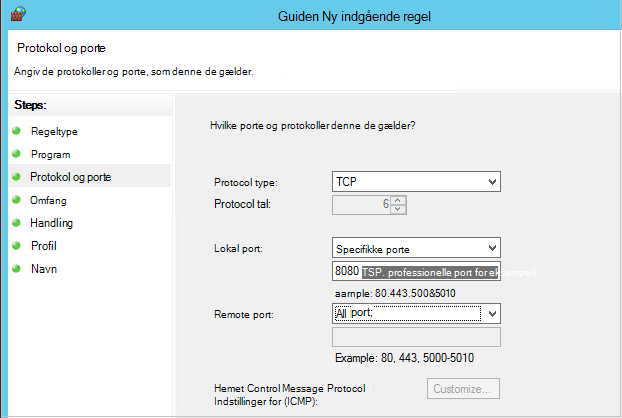 Guiden Ny indgående regel
Protokol og porte
Angiv de protokoller og porte, som denne de gælder.
Steps:
Regeltype
Program
Protokol og porte
Omfang
Handling
Profil
Navn
Hvilke porte og protokoller denne de gælder?
Protocol type: TCP
Protocol tal: 6
Lokal port: Specifikke porte
8080 TSP. professionelle port for eksempel)
aample: 80.443.500&5010
Remote port: All port;
Example: 80, 443, 5000-5010
Hemet Control Message Protocol
Indstillinger for (ICMP): Customize...